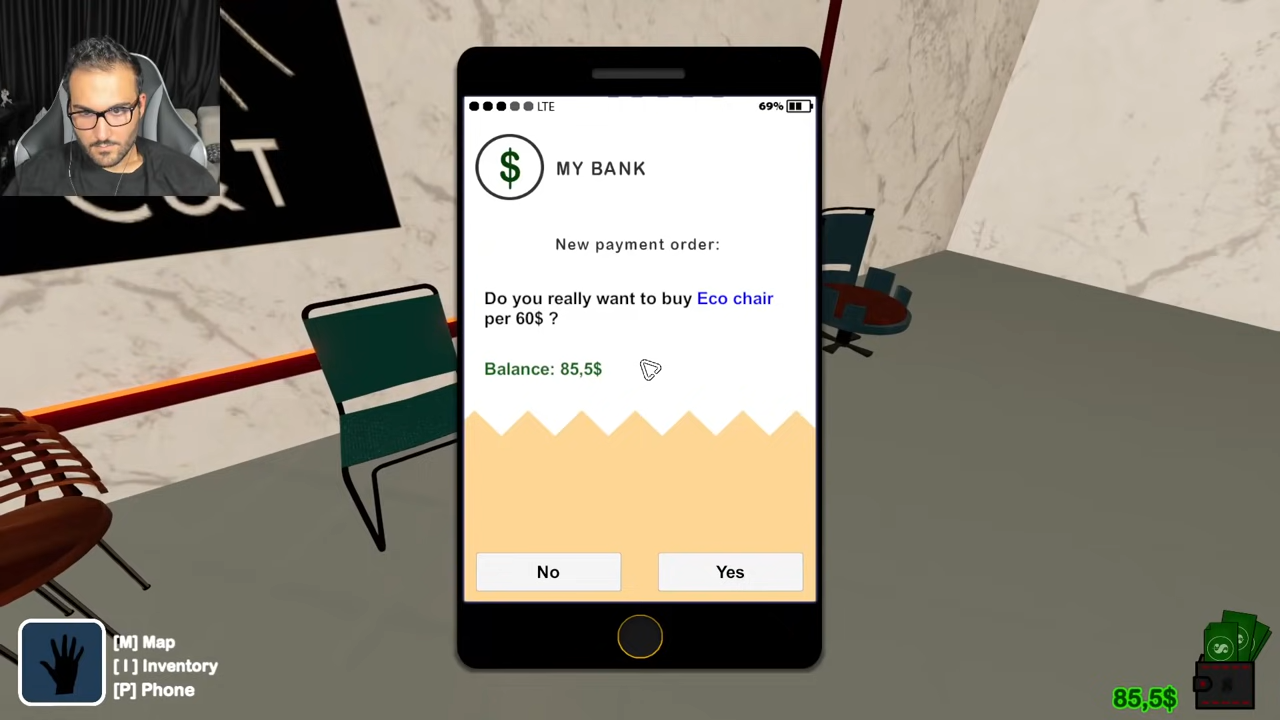 C&T
LTE
69%
$
MY BANK
New payment order:
Do you really want to buy Eco chair
per 60$ ?
Balance: 85,5$
No
Yes
[M] Map
[ I ] Inventory
[P] Phone
85,5$